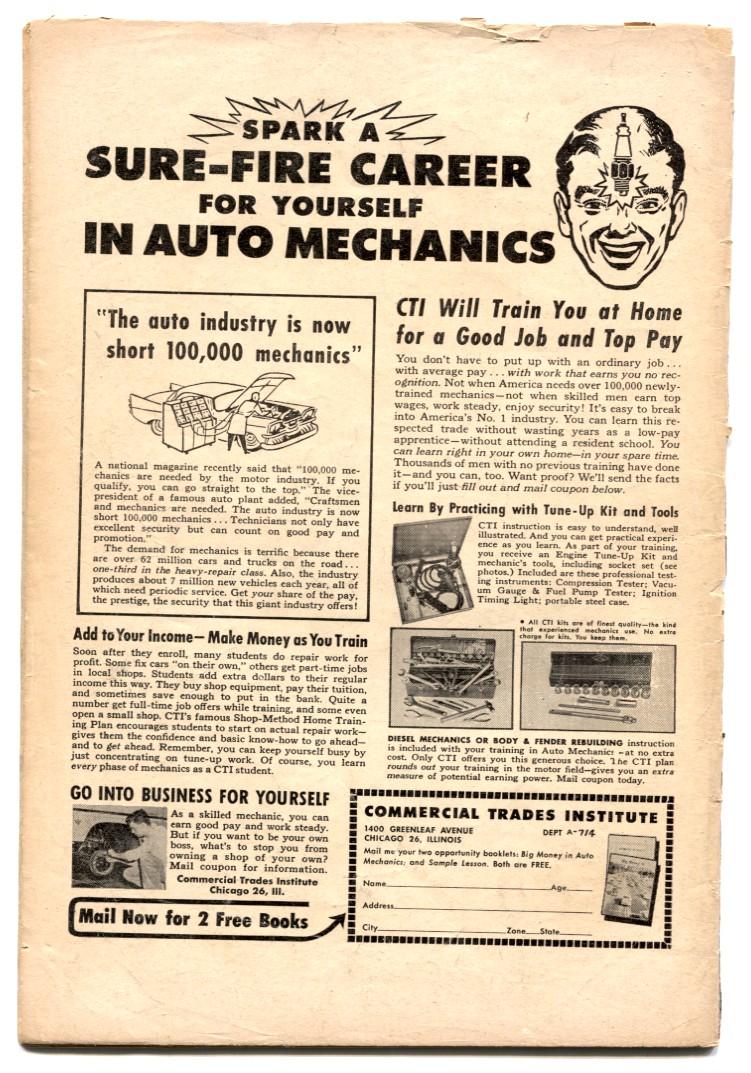 SPARK A
SURE-FIRE CAREER
FOR YOURSELF
IN AUTO MECHANICS
"The auto industry is now
short 100,000 mechanics"
A national magazine recently said that "100,000 me-
chanics are needed by the motor industry. If you
qualify, you can go straight to the top." The vice-
president of a famous auto plant added, "Craftsmen
and mechanics are needed. The auto industry is now
short 100,000 mechanics... Technicians not only have
excellent security but can count on good pay and
promotion."
The demand for mechanics is terrific because there
are over 62 million cars and trucks on the road...
one-third in the heavy-repair class. Also, the industry
produces about 7 million new vehicles each year, all of
which need periodic service. Get your share of the pay,
the prestige, the security that this giant industry offers!
Add to Your Income—Make Money as You Train
Soon after they enroll, many students do repair work for
profit. Some fix cars "on their own," others get part-time jobs
in local shops. Students add extra dollars to their regular
income this way. They buy shop equipment, pay their tuition,
and sometimes save enough to put in the bank. Quite a
number get full-time job offers while training, and some even
open a small shop. CTI's famous Shop-Method Home Train-
ing Plan encourages students to start on actual repair work—
gives them the confidence and basic know-how to go ahead—
and to get ahead. Remember, you can keep yourself busy by
just concentrating on tune-up work. Of course, you learn
every phase of mechanics as a CTI student.
GO INTO BUSINESS FOR YOURSELF
As a skilled mechanic, you can
earn good pay and work steady.
But if you want to be your own
boss, what's to stop you from
owning a shop of your own?
Mail coupon for information.
Commercial Trades Institute
Chicago 26, Ill.
Mail Now for 2 Free Books
CTI Will Train You at Home
for a Good Job and Top Pay
You don't have to put up with an ordinary job...
with average pay... with work that earns you no rec-
ognition. Not when America needs over 100,000 newly-
trained mechanics—not when skilled men earn top
wages, work steady, enjoy security! It's easy to break
into America's No. 1 industry. You can learn this re-
spected trade without wasting years as a low-pay
apprentice—without attending a resident school. You
can learn right in your own home—in your spare time.
Thousands of men with no previous training have done
it—and you can, too. Want proof? We'll send the facts
if you'll just fill out and mail coupon below.
Learn By Practicing with Tune-Up Kit and Tools
CTI instruction is easy to understand, well
illustrated. And you can get practical experi-
ence as you learn. As part of your training,
you receive an Engine Tune-Up Kit and
mechanic's tools, including socket set (see
photos.) Included are these professional test-
ing instruments: Compression Tester; Vacu-
um Gauge & Fuel Pump Tester; Ignition
Timing Light; portable steel case.
• All CTI kits are of finest quality—the kind
that experienced mechanics use. No extra
charge for kits. You keep them.
DIESEL MECHANICS OR BODY & FENDER REBUILDING instruction
is included with your training in Auto Mechanics—at no extra
cost. Only CTI offers you this generous choice. The CTI plan
rounds out your training in the motor field—gives you an extra
measure of potential earning power. Mail coupon today.
COMMERCIAL TRADES INSTITUTE
1400 GREENLEAF AVENUE DEPT A-714
CHICAGO 26, ILLINOIS
Mail me your two opportunity booklets: Big Money in Auto
Mechanics; and Sample Lesson. Both are FREE.
Name Age
Address
City Zone State